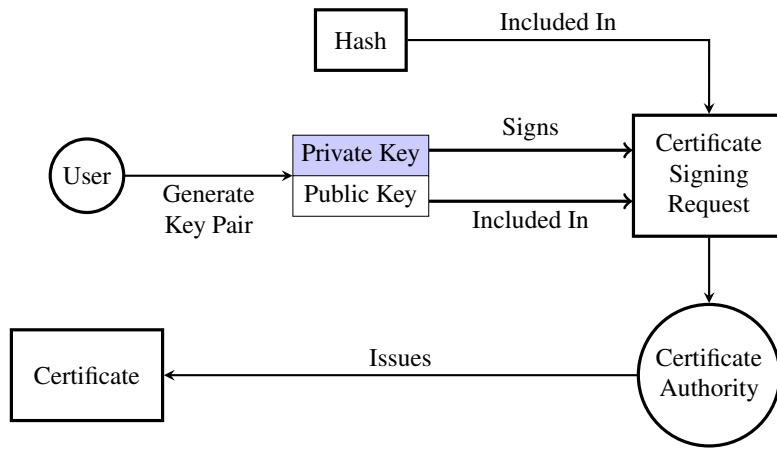 Included In
Hash
Signs
Private Key
Certificate
Signing
Request
User
Generate
Key Pair
Public Key
Included In
Certificate
Issues
Certificate
Authority